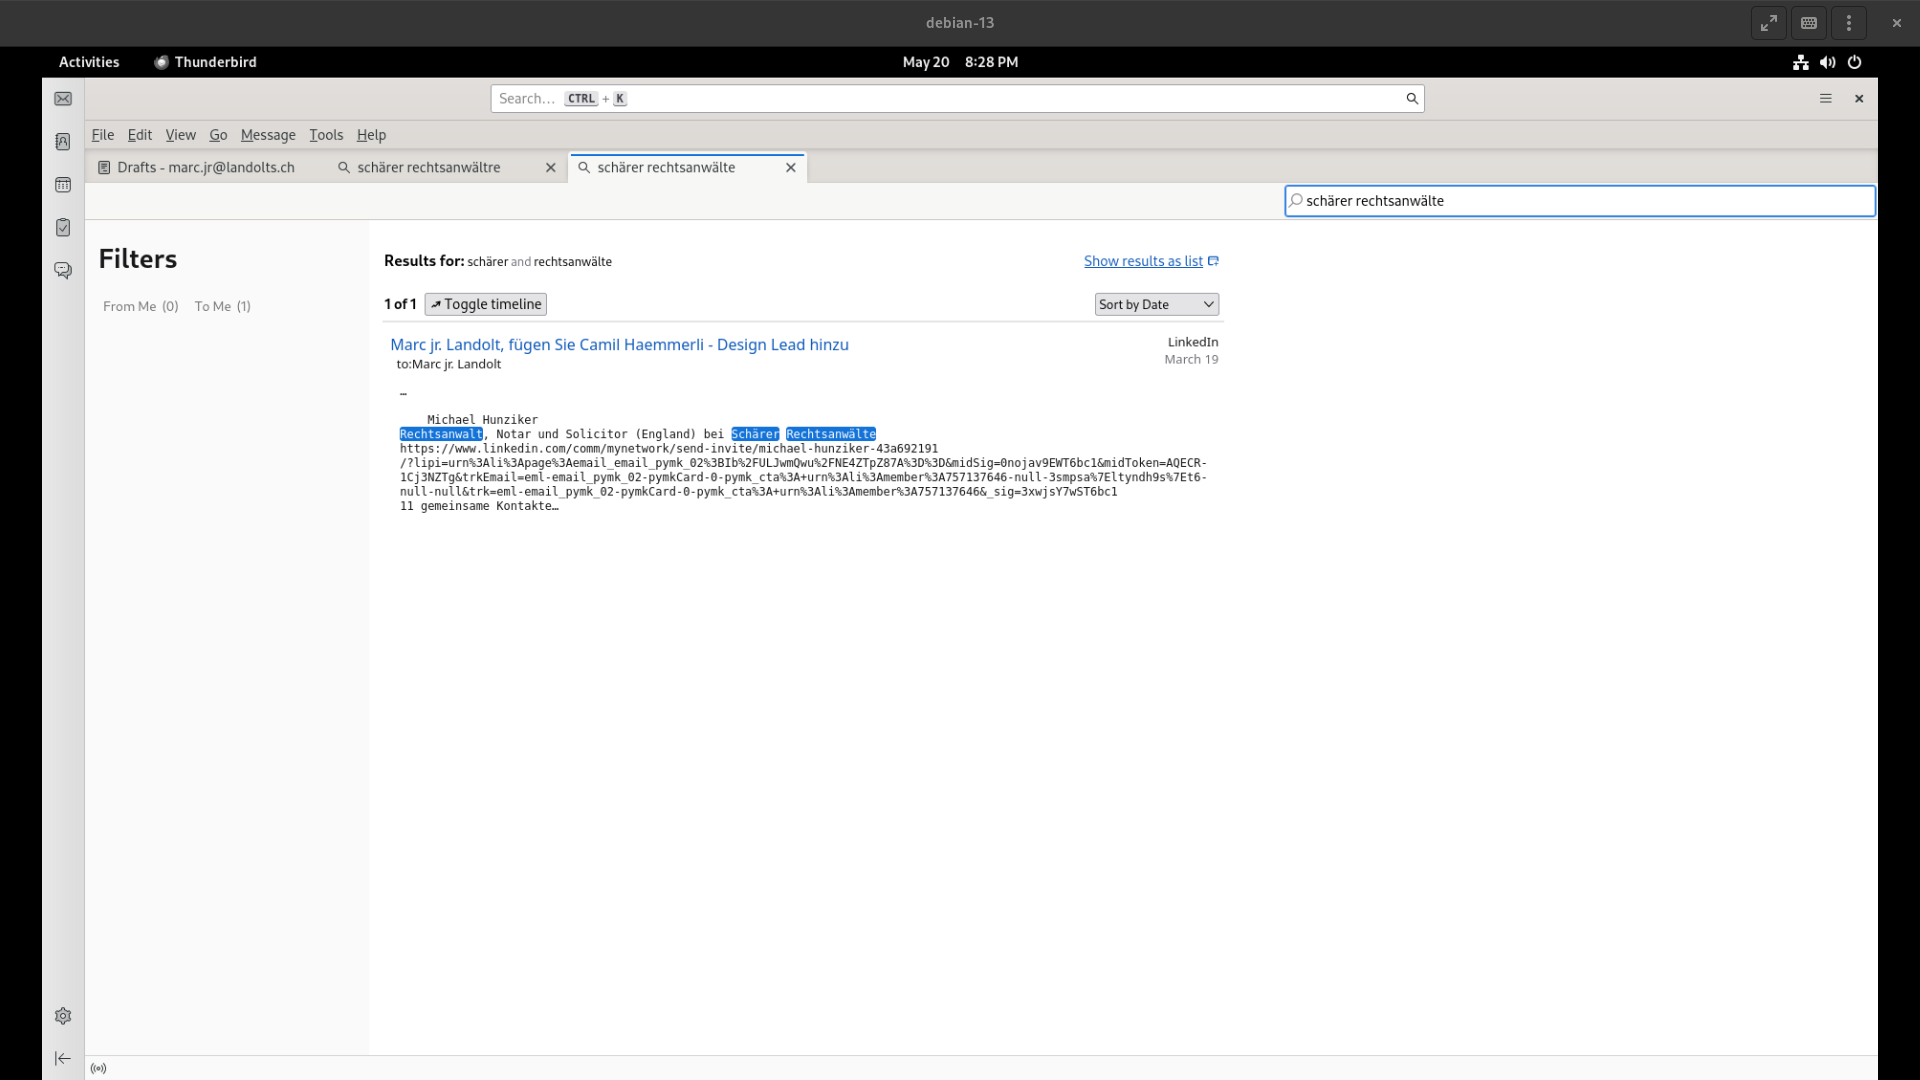 debian-13
Activities
Thunderbird
May 20 8:28 PM
Search… CTRL + K
File Edit View Go Message Tools Help
Drafts - marc.jr@landolts.ch
schärer rechtsanwältre
schärer rechtsanwälte
schärer rechtsanwälte
Filters
From Me (0) To Me (1)
Results for: schärer and rechtsanwälte
Show results as list
1 of 1 Toggle timeline
Sort by Date
Marc jr. Landolt, fügen Sie Camil Haemmerli - Design Lead hinzu
LinkedIn
to:Marc jr. Landolt
March 19
…
Michael Hunziker
Rechtsanwalt, Notar und Solicitor (England) bei Schärer Rechtsanwälte
https://www.linkedin.com/comm/mynetwork/send-invite/michael-hunziker-43a692191
/?lipi=urn%3Ali%3Apage%3Aemail_email_pymk_02%3BIb%2FULJwmQwu%2FNE4ZTpZ87A%3D%3D&midSig=0nojav9EWT6bc1&midToken=AQECR-
1Cj3NZTg&trkEmail=eml-email_pymk_02-pymkCard-0-pymk_cta%3A+urn%3Ali%3Amember%3A757137646-null-3smpsa%7Eltyndh9s%7Et6-
null-null&trk=eml-email_pymk_02-pymkCard-0-pymk_cta%3A+urn%3Ali%3Amember%3A757137646&_sig=3xwjsY7wST6bc1
11 gemeinsame Kontakte…